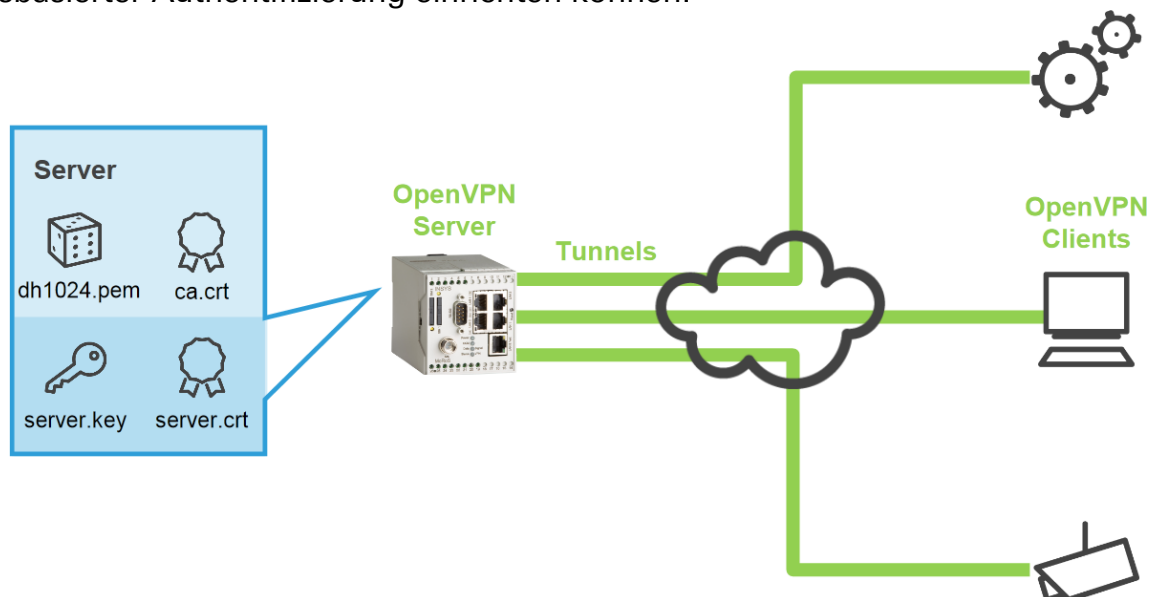 Server
dh1024.pem
ca.crt
server.key
server.crt
OpenVPN
Server
Tunnels
OpenVPN
Clients